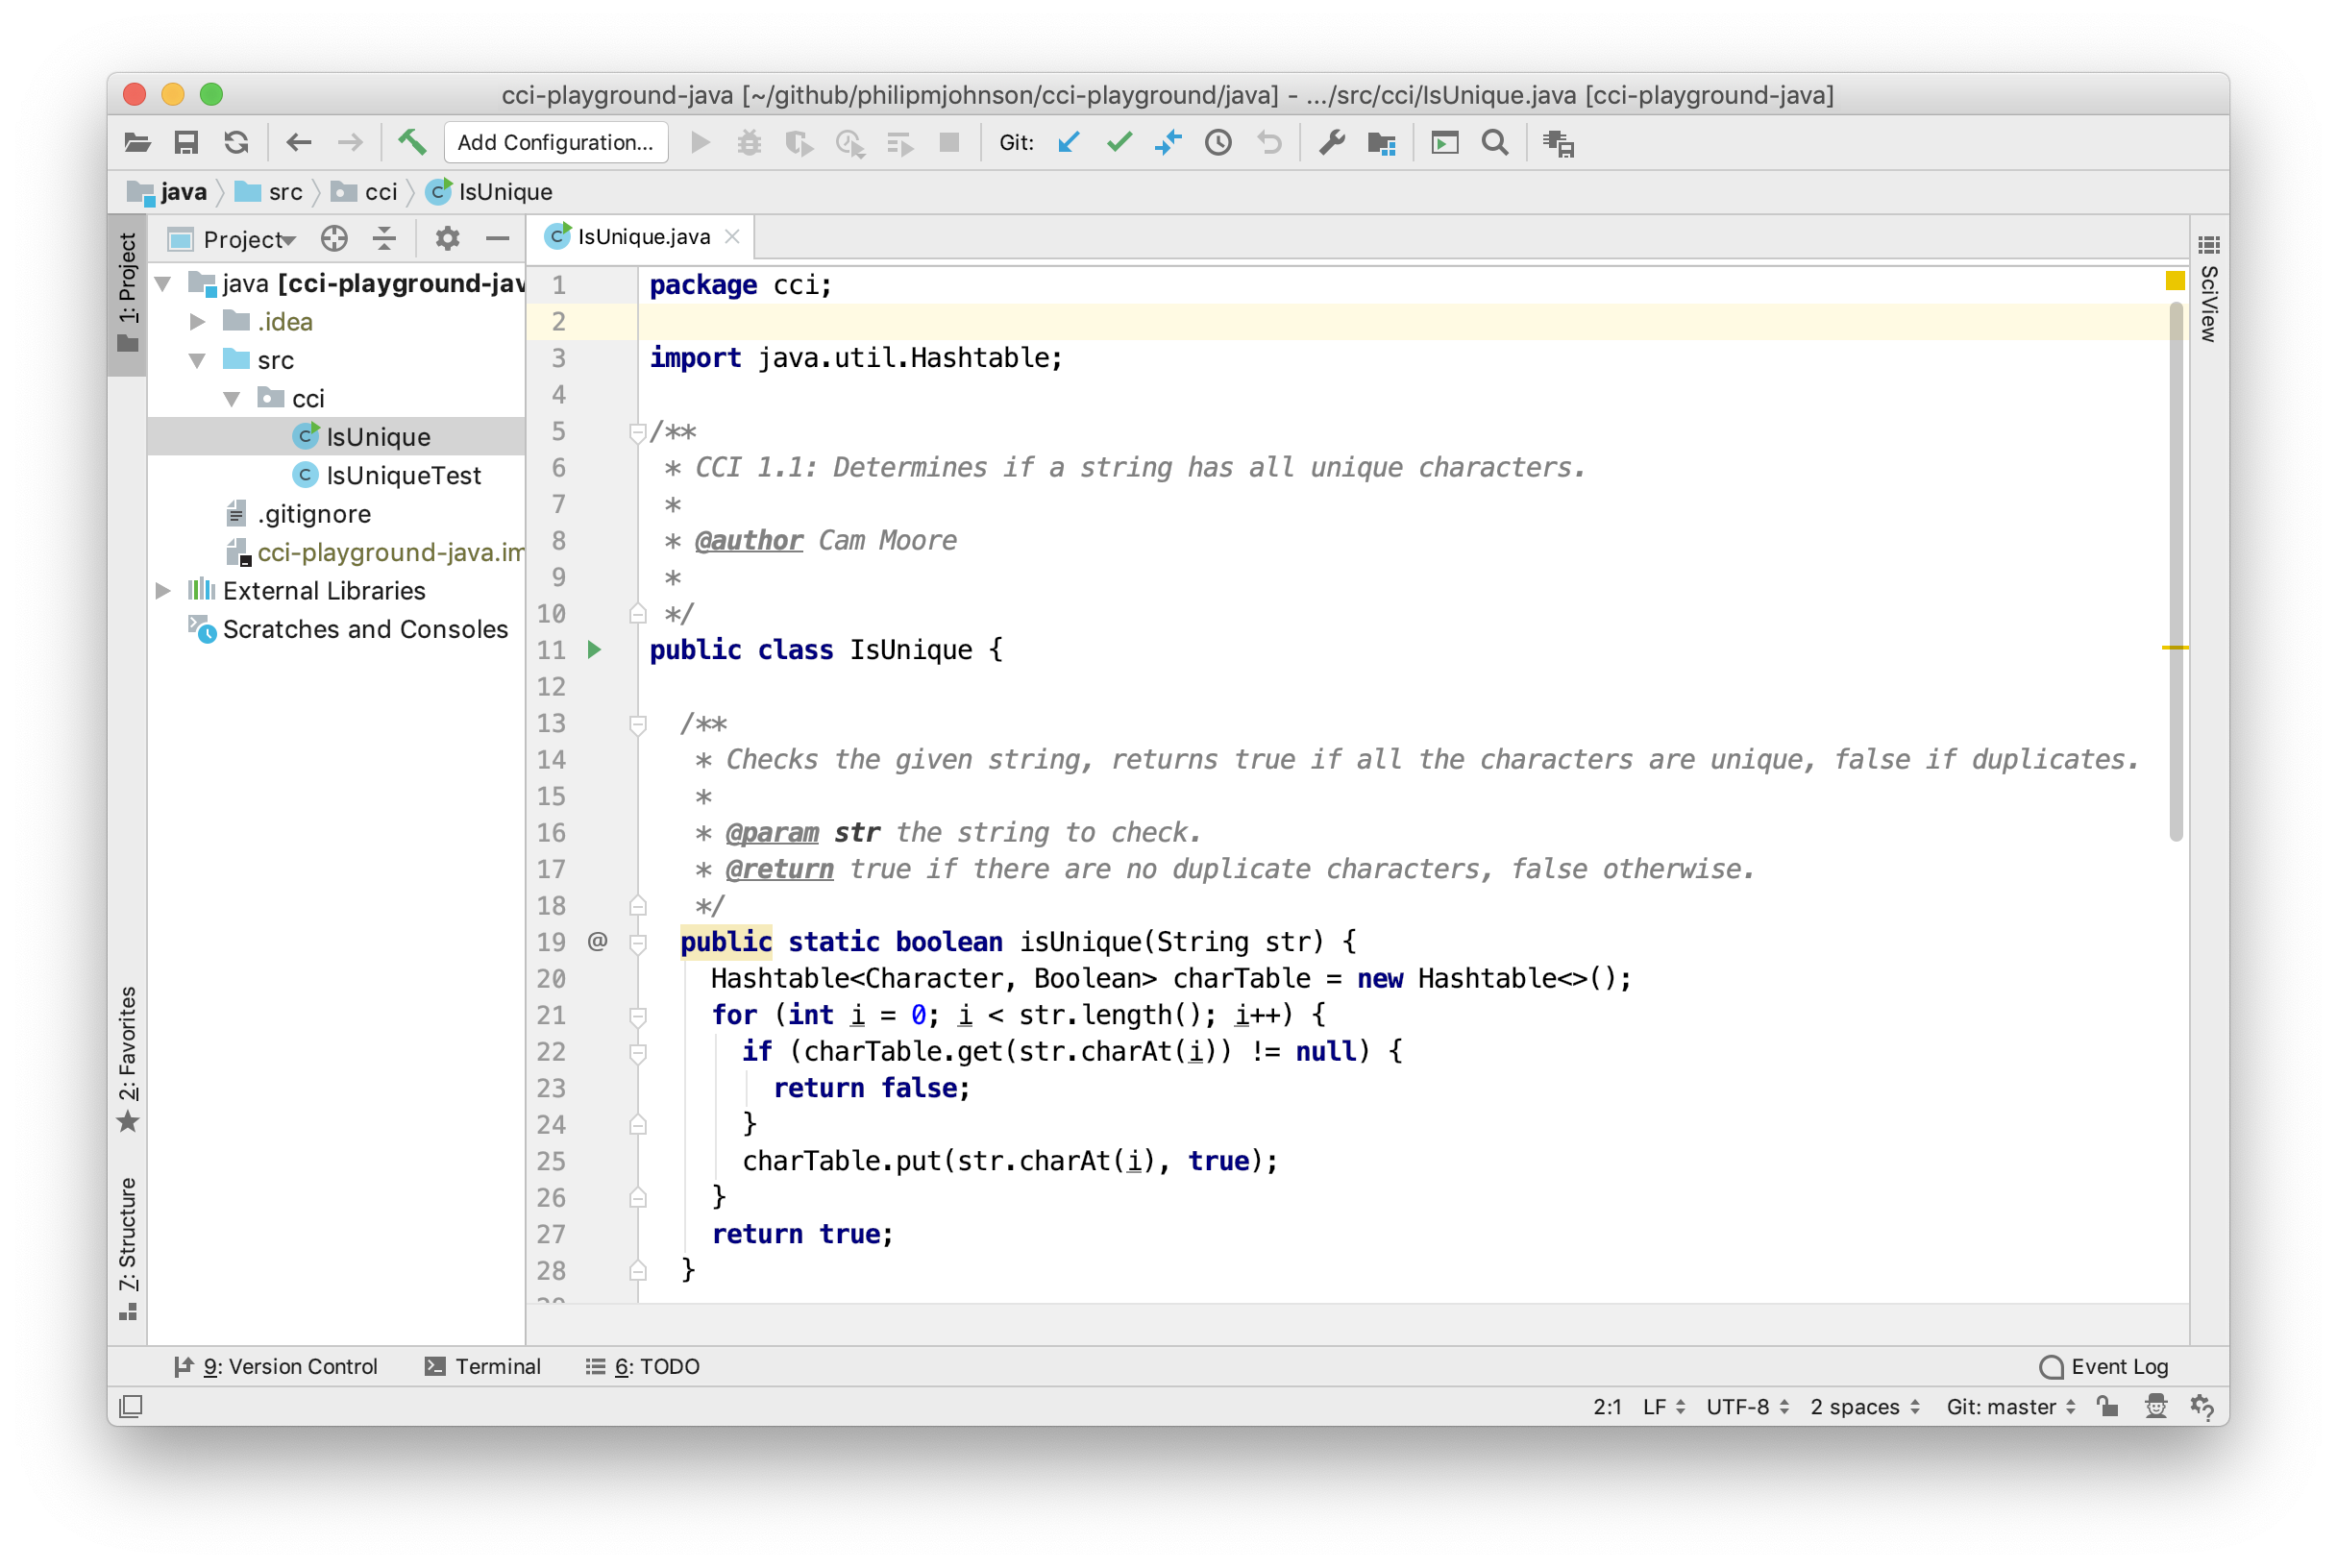 cci-playground-java [~/github/philipmjohnson/cci-playground/java] - .../src/cci/IsUnique.java [cci-playground-java]
Add Configuration... Git:
java src cci IsUnique
1: Project
Project
java [cci-playground-jav
.idea
src
cci
IsUnique
IsUniqueTest
.gitignore
cci-playground-java.im
External Libraries
Scratches and Consoles
2: Favorites
7: Structure
IsUnique.java
1 package cci;
2
3 import java.util.Hashtable;
4
5 /**
6  * CCI 1.1: Determines if a string has all unique characters.
7  *
8  * @author Cam Moore
9  *
10  */
11 public class IsUnique {
12
13   /**
14    * Checks the given string, returns true if all the characters are unique, false if duplicates.
15    *
16    * @param str the string to check.
17    * @return true if there are no duplicate characters, false otherwise.
18    */
19 @ public static boolean isUnique(String str) {
20     Hashtable<Character, Boolean> charTable = new Hashtable<>();
21     for (int i = 0; i < str.length(); i++) {
22       if (charTable.get(str.charAt(i)) != null) {
23         return false;
24       }
25       charTable.put(str.charAt(i), true);
26     }
27     return true;
28   }
SciView
9: Version Control Terminal 6: TODO Event Log
2:1 LF UTF-8 2 spaces Git: master